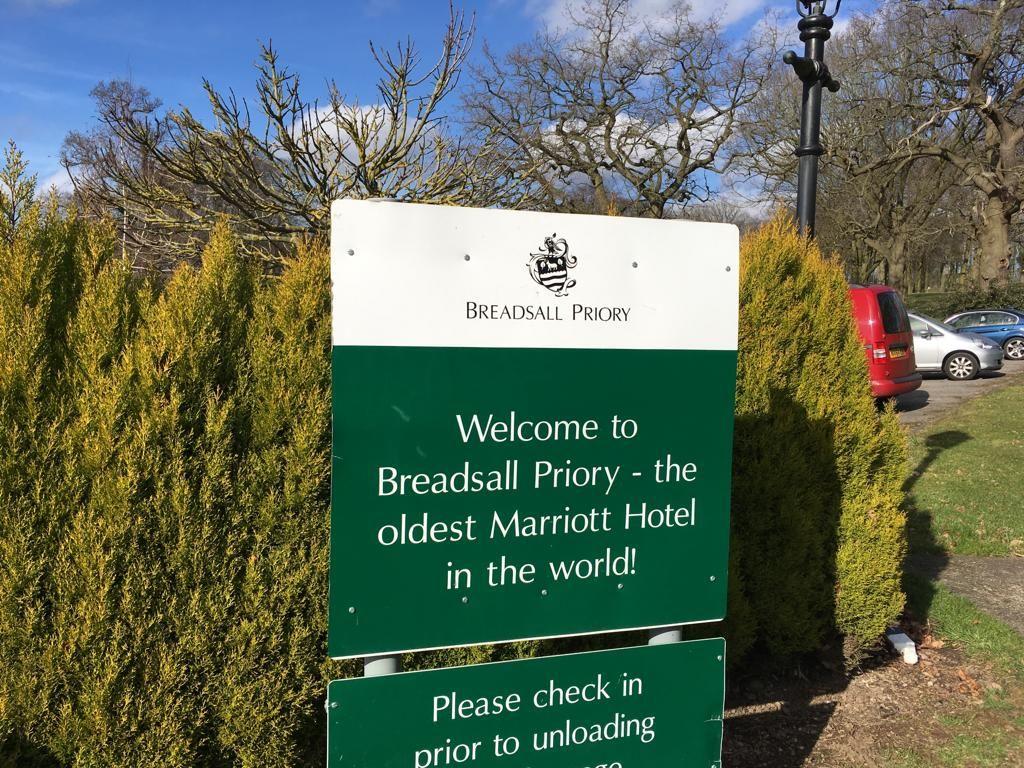 BREADSALL PRIORY
Welcome to
Breadsall Priory - the
oldest Marriott Hotel
in the world!
Please check in
prior to unloading